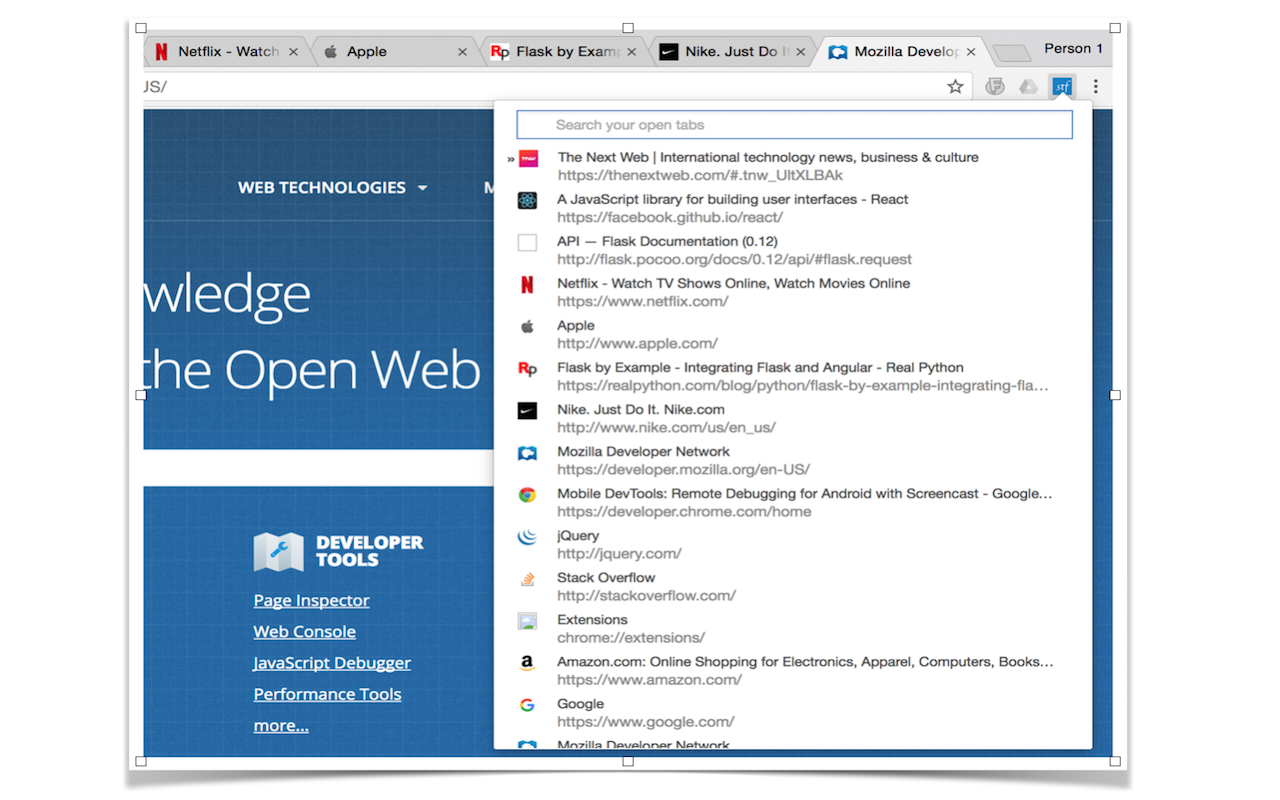 Netflix - Watch
Apple
Rp Flask by Examp
Nike. Just Do It
Mozilla Develop
Person 1
JS/
stf
Search your open tabs
» The Next Web | International technology news, business & culture
https://thenextweb.com/#.tnw_UltXLBAk
A JavaScript library for building user interfaces - React
https://facebook.github.io/react/
API — Flask Documentation (0.12)
http://flask.pocoo.org/docs/0.12/api/#flask.request
Netflix - Watch TV Shows Online, Watch Movies Online
https://www.netflix.com/
Apple
http://www.apple.com/
Rp Flask by Example - Integrating Flask and Angular - Real Python
https://realpython.com/blog/python/flask-by-example-integrating-fla...
Nike. Just Do It. Nike.com
http://www.nike.com/us/en_us/
Mozilla Developer Network
https://developer.mozilla.org/en-US/
Mobile DevTools: Remote Debugging for Android with Screencast - Google...
https://developer.chrome.com/home
jQuery
http://jquery.com/
Stack Overflow
http://stackoverflow.com/
Extensions
chrome://extensions/
Amazon.com: Online Shopping for Electronics, Apparel, Computers, Books...
https://www.amazon.com/
Google
https://www.google.com/
Mozilla Developer Network
WEB TECHNOLOGIES
M
wledge
the Open Web
DEVELOPER
TOOLS
Page Inspector
Web Console
JavaScript Debugger
Performance Tools
more...